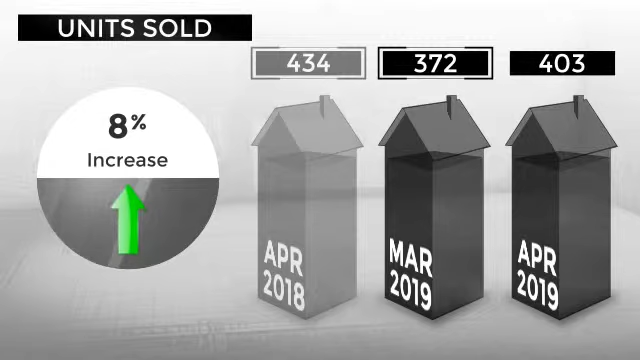 UNITS SOLD
434
372
403
8%
Increase
APR
2018
MAR
2019
APR
2019